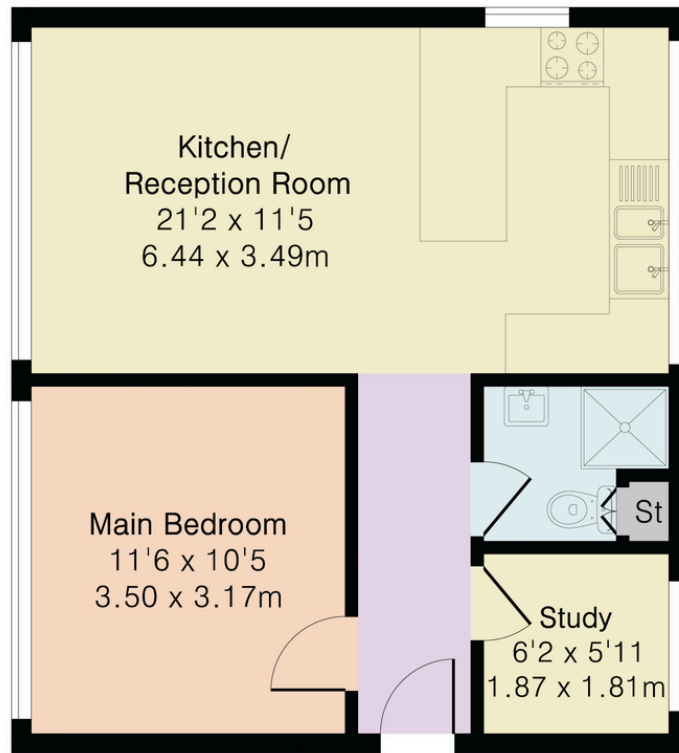 Kitchen/
Reception Room
21'2 x 11'5
6.44 x 3.49m
Main Bedroom
11'6 x 10'5
3.50 x 3.17m
St
Study
6'2 x 5'11
1.87 x 1.81m